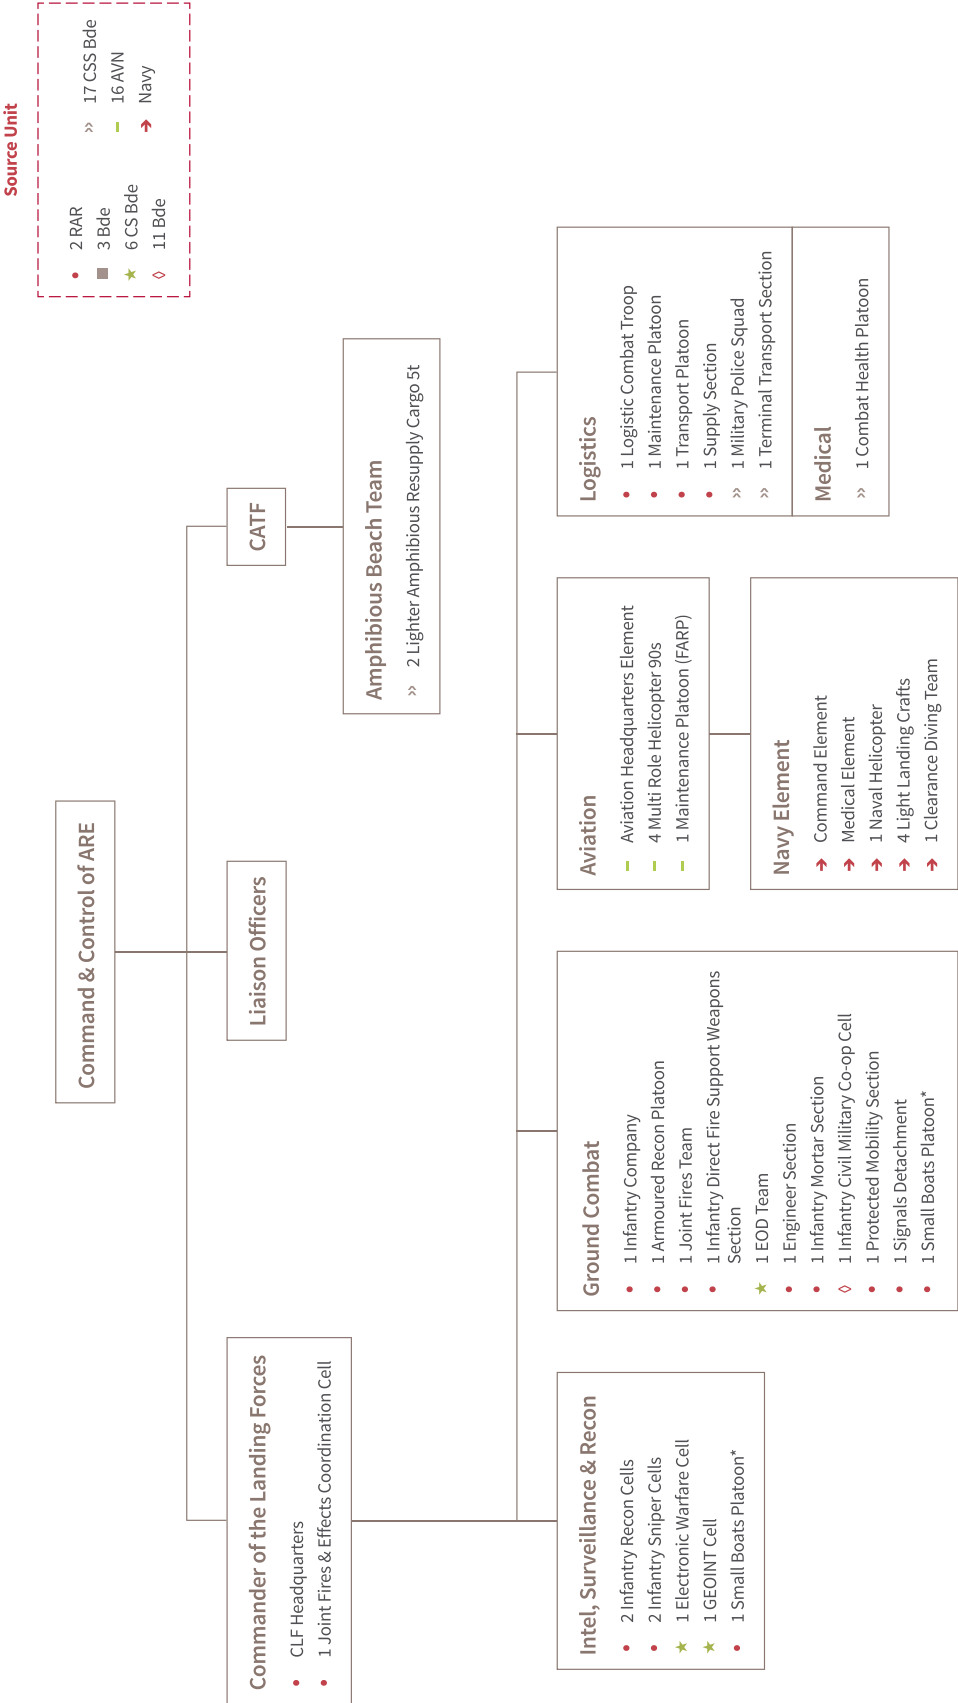 Source Unit
2 RAR
3 Bde
6 CS Bde
11 Bde
17 CSS Bde
16 AVN
Navy
Command & Control of ARE
Commander of the Landing Forces
CLF Headquarters
1 Joint Fires & Effects Coordination Cell
Liaison Officers
CATF
Amphibious Beach Team
2 Lighter Amphibious Resupply Cargo 5t
Intel, Surveillance & Recon
2 Infantry Recon Cells
2 Infantry Sniper Cells
1 Electronic Warfare Cell
1 GEOINT Cell
1 Small Boats Platoon*
Ground Combat
1 Infantry Company
1 Armoured Recon Platoon
1 Joint Fires Team
1 Infantry Direct Fire Support Weapons
Section
1 EOD Team
1 Engineer Section
1 Infantry Mortar Section
1 Infantry Civil Military Co-op Cell
1 Protected Mobility Section
1 Signals Detachment
1 Small Boats Platoon*
Aviation
Aviation Headquarters Element
4 Multi Role Helicopter 90s
1 Maintenance Platoon (FARP)
Navy Element
Command Element
Medical Element
1 Naval Helicopter
4 Light Landing Crafts
1 Clearance Diving Team
Logistics
1 Logistic Combat Troop
1 Maintenance Platoon
1 Transport Platoon
1 Supply Section
1 Military Police Squad
1 Terminal Transport Section
Medical
1 Combat Health Platoon